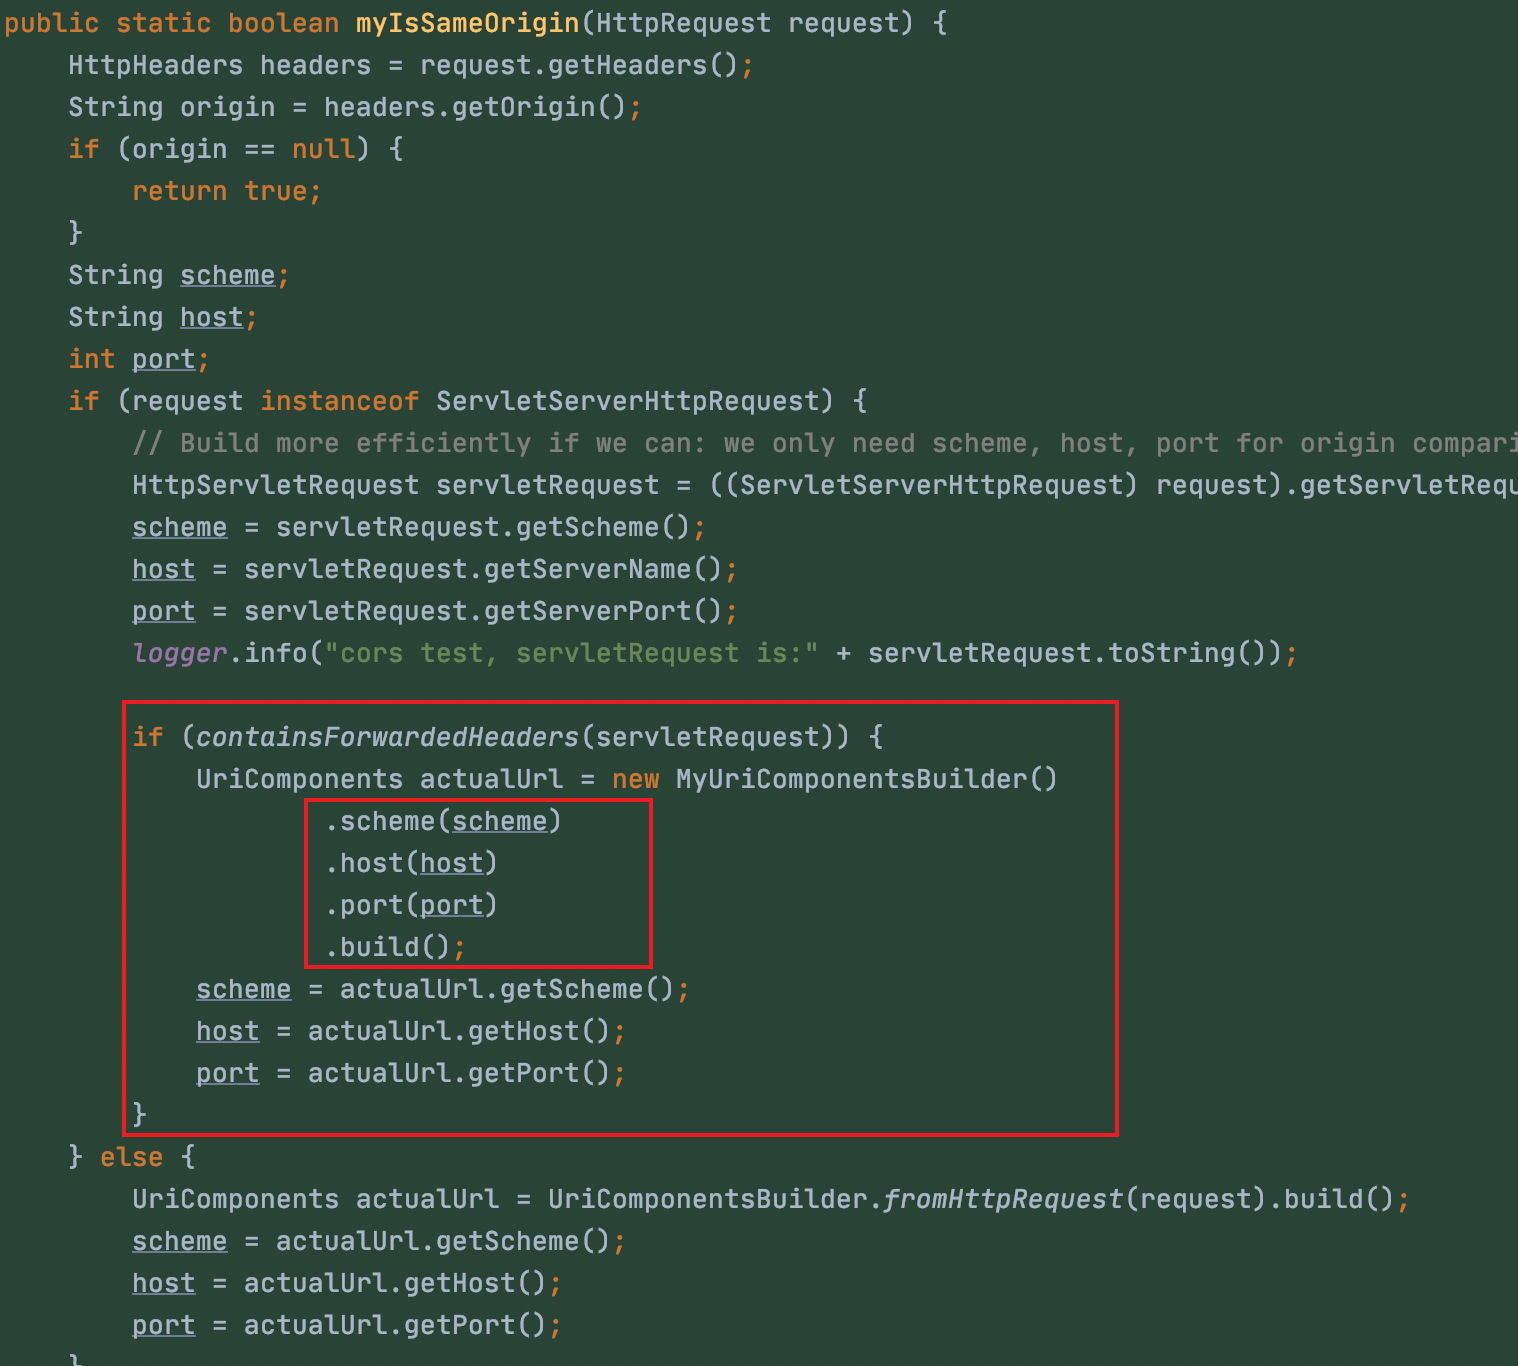 public static boolean myIsSameOrigin(HttpRequest request) {
    HttpHeaders headers = request.getHeaders();
    String origin = headers.getOrigin();
    if (origin == null) {
        return true;
    }
    String scheme;
    String host;
    int port;
    if (request instanceof ServletServerHttpRequest) {
        // Build more efficiently if we can: we only need scheme, host, port for origin compari
        HttpServletRequest servletRequest = ((ServletServerHttpRequest) request).getServletRequ
        scheme = servletRequest.getScheme();
        host = servletRequest.getServerName();
        port = servletRequest.getServerPort();
        logger.info("cors test, servletRequest is:" + servletRequest.toString());
        if (containsForwardedHeaders(servletRequest)) {
            UriComponents actualUrl = new MyUriComponentsBuilder()
                    .scheme(scheme)
                    .host(host)
                    .port(port)
                    .build();
            scheme = actualUrl.getScheme();
            host = actualUrl.getHost();
            port = actualUrl.getPort();
        }
    } else {
        UriComponents actualUrl = UriComponentsBuilder.fromHttpRequest(request).build();
        scheme = actualUrl.getScheme();
        host = actualUrl.getHost();
        port = actualUrl.getPort();
    }